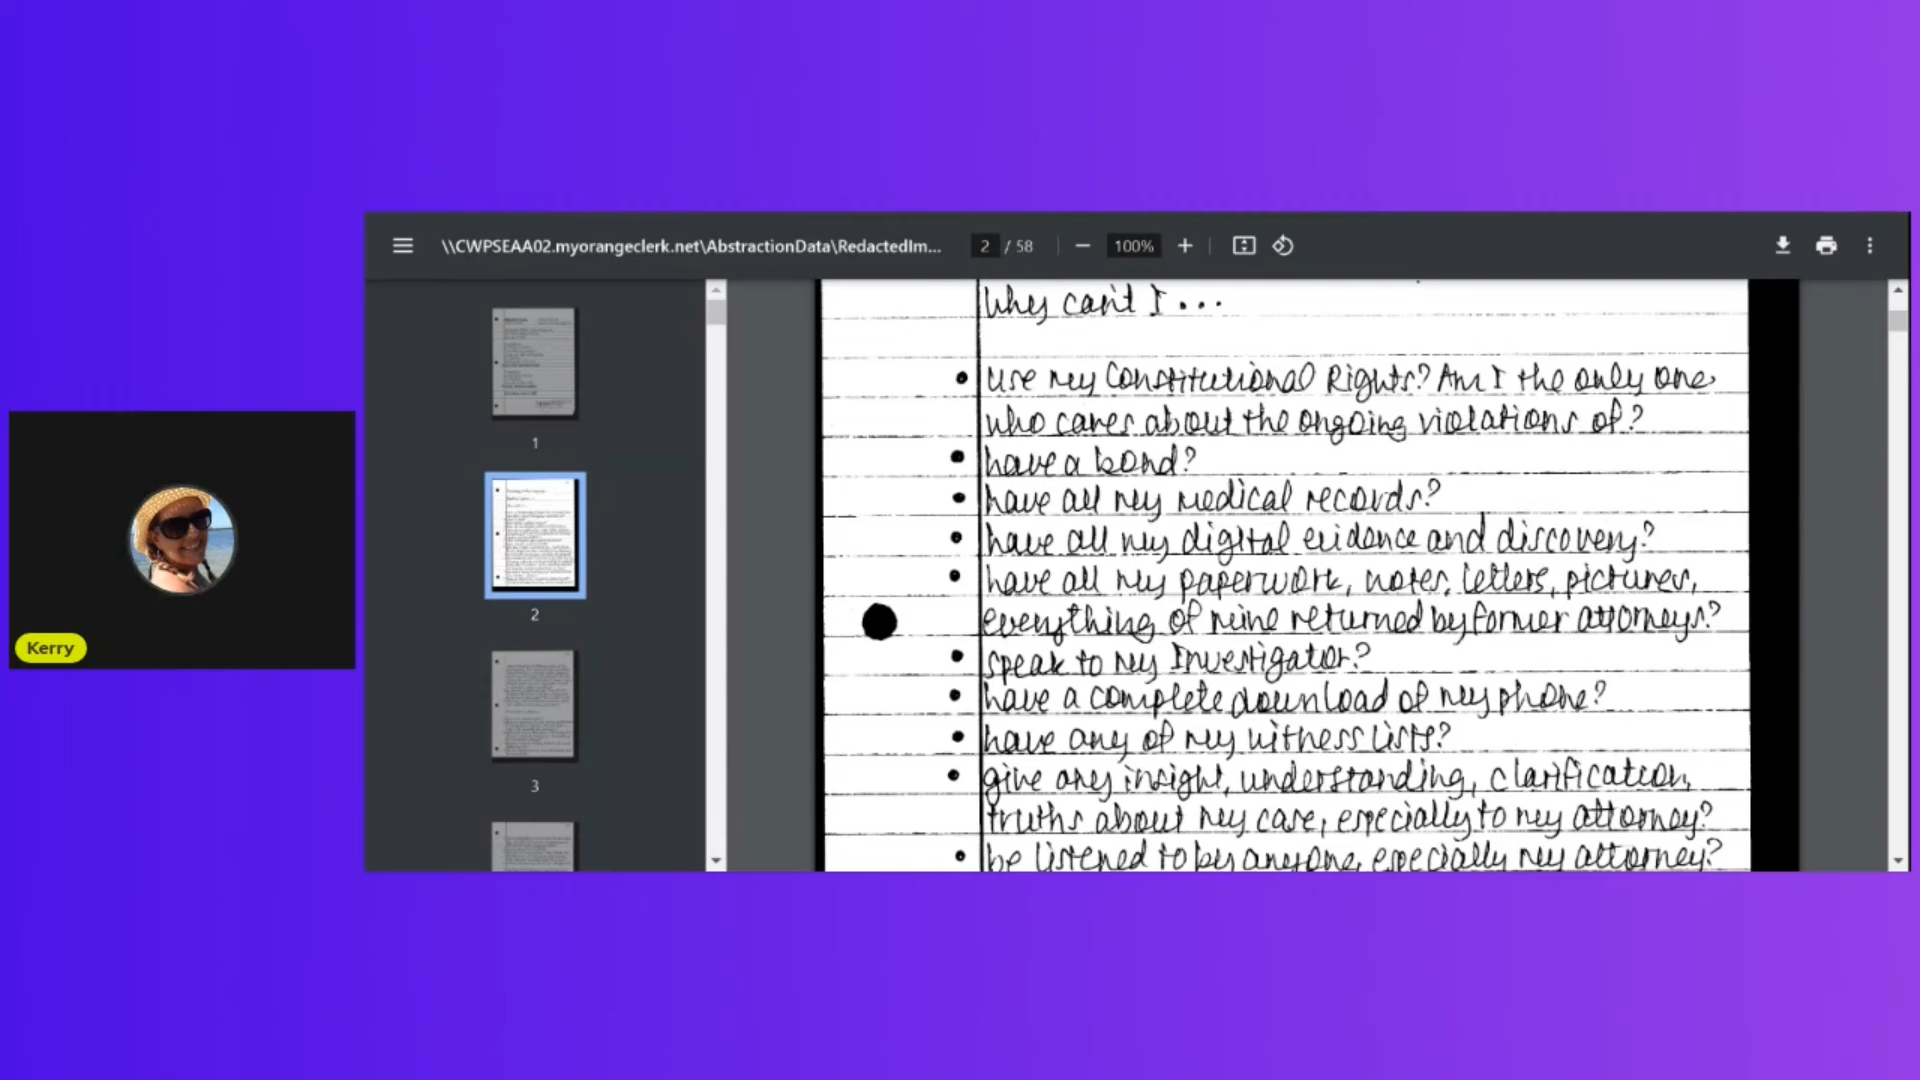 \\CWPSEAA02.myorangeclerk.net\AbstractionData\RedactedIm...
2 / 58
100%
1
2
3
Kerry
Why can't I ...
use my Constitutional Rights? Am I the only one
who cares about the ongoing violations of?
have a bond?
have all my medical records?
have all my digital evidence and discovery?
have all my paperwork, notes, letters, pictures,
everything of mine returned by former attorneys?
speak to my Investigator?
have a complete download of my phone?
have any of my witness lists?
give any insight, understanding, clarification,
truths about my case, especially to my attorney?
be listened to by anyone, especially my attorney?